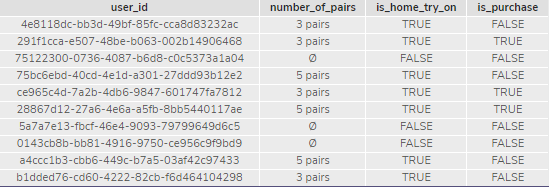 user_id number_of_pairs is_home_try_on is_purchase
4e8118dc-bb3d-49bf-85fc-cca8d83232ac 3 pairs TRUE FALSE
291f1cca-e507-48be-b063-002b14906468 3 pairs TRUE TRUE
75122300-0736-4087-b6d8-c0c5373a1a04 Ø FALSE FALSE
75bc6ebd-40cd-4e1d-a301-27ddd93b12e2 5 pairs TRUE FALSE
ce965c4d-7a2b-4db6-9847-601747fa7812 3 pairs TRUE TRUE
28867d12-27a6-4e6a-a5fb-8bb5440117ae 5 pairs TRUE TRUE
5a7a7e13-fbcf-46e4-9093-79799649d6c5 Ø FALSE FALSE
0143cb8b-bb81-4916-9750-ce956c9f9bd9 Ø FALSE FALSE
a4ccc1b3-cbb6-449c-b7a5-03af42c97433 5 pairs TRUE FALSE
b1dded76-cd60-4222-82cb-f6d464104298 3 pairs TRUE FALSE